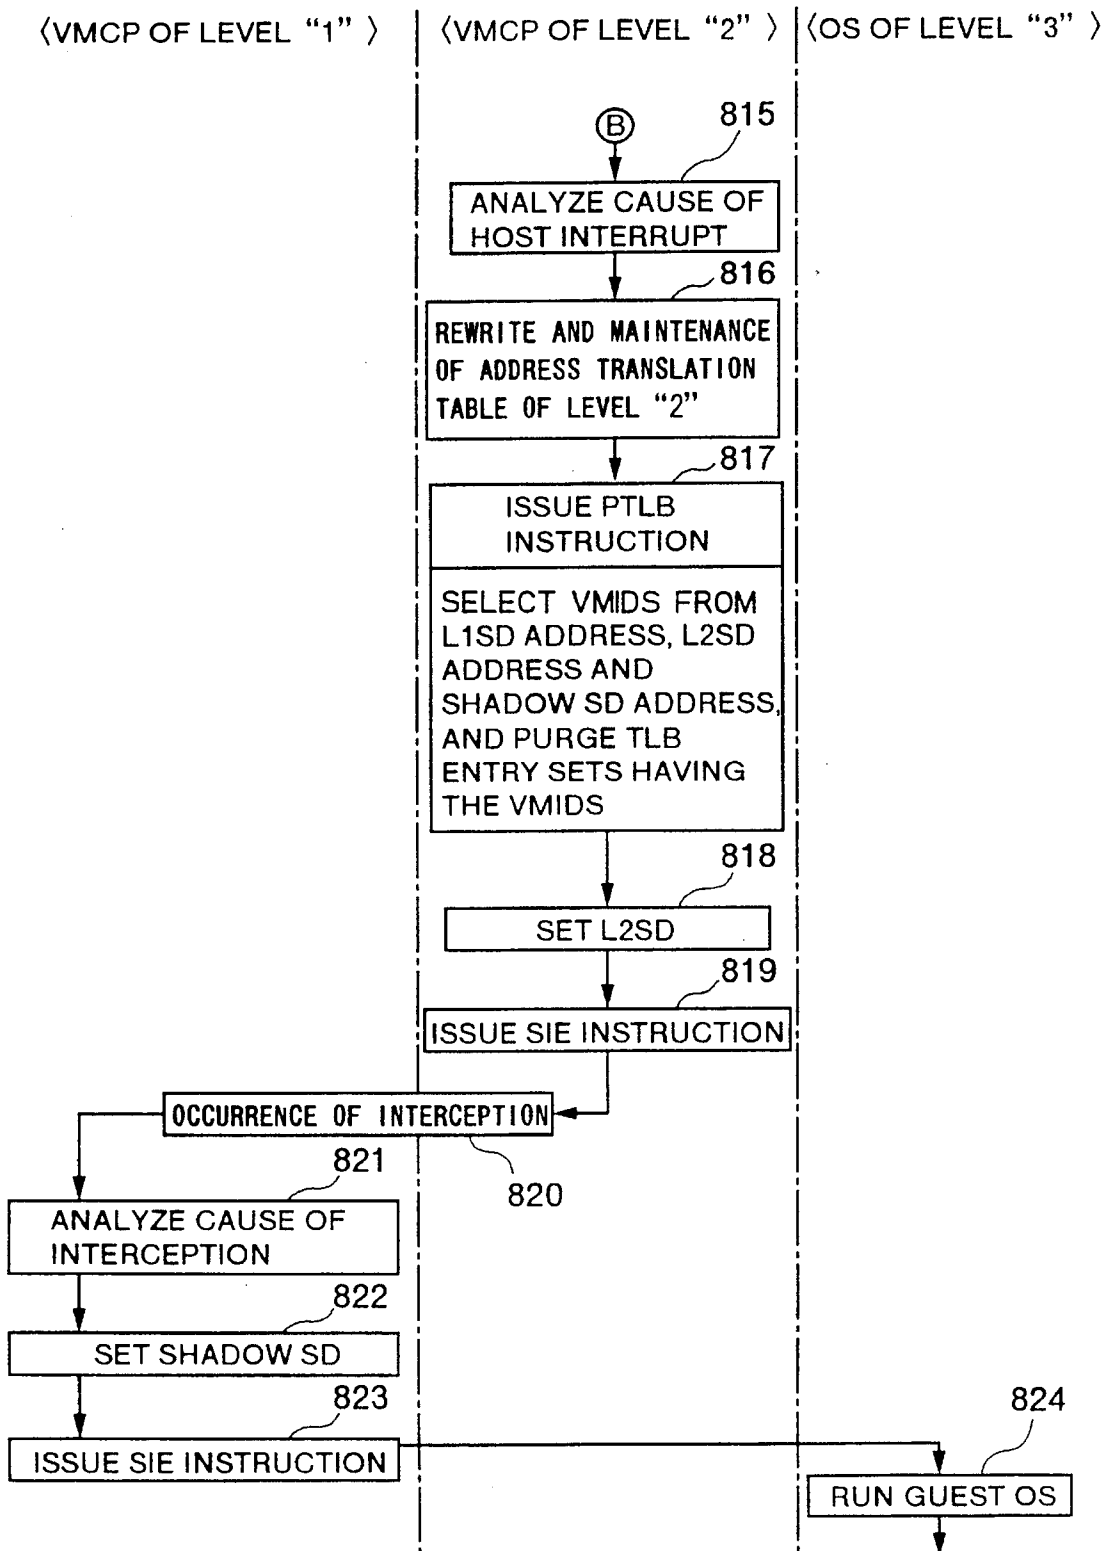 〈VMCP OF LEVEL “1” 〉
〈VMCP OF LEVEL “2” 〉
〈OS OF LEVEL “3” 〉
B
815
ANALYZE CAUSE OF
HOST INTERRUPT
816
REWRITE AND MAINTENANCE
OF ADDRESS TRANSLATION
TABLE OF LEVEL “2”
817
ISSUE PTLB
INSTRUCTION
SELECT VMIDS FROM
L1SD ADDRESS, L2SD
ADDRESS AND
SHADOW SD ADDRESS,
AND PURGE TLB
ENTRY SETS HAVING
THE VMIDS
818
SET L2SD
819
ISSUE SIE INSTRUCTION
OCCURRENCE OF INTERCEPTION
820
821
ANALYZE CAUSE OF
INTERCEPTION
822
SET SHADOW SD
823
ISSUE SIE INSTRUCTION
824
RUN GUEST OS